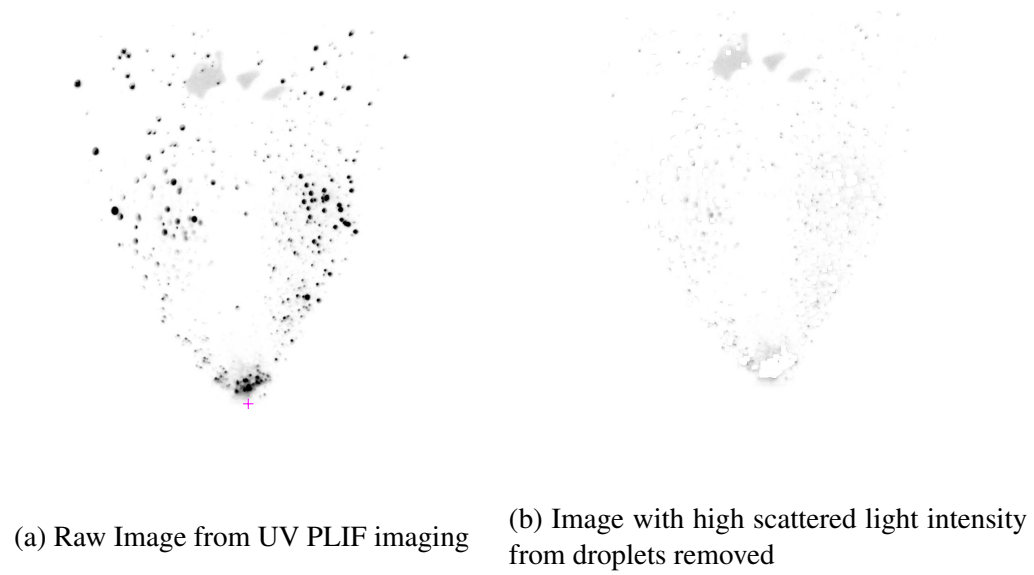 (a) Raw Image from UV PLIF imaging
(b) Image with high scattered light intensity
from droplets removed